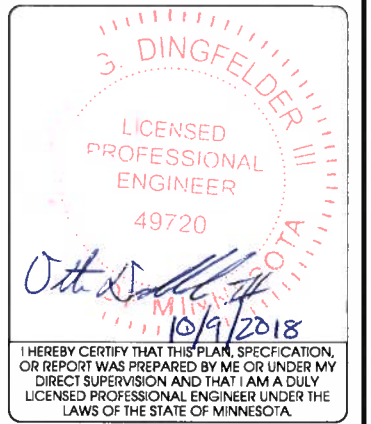 G. DINGFELDER III
LICENSED
PROFESSIONAL
ENGINEER
49720
OF MINNESOTA
10/9/2018
I HEREBY CERTIFY THAT THIS PLAN, SPECFICATION,
OR REPORT WAS PREPARED BY ME OR UNDER MY
DIRECT SUPERVISION AND THAT I AM A DULY
LICENSED PROFESSIONAL ENGINEER UNDER THE
LAWS OF THE STATE OF MINNESOTA.